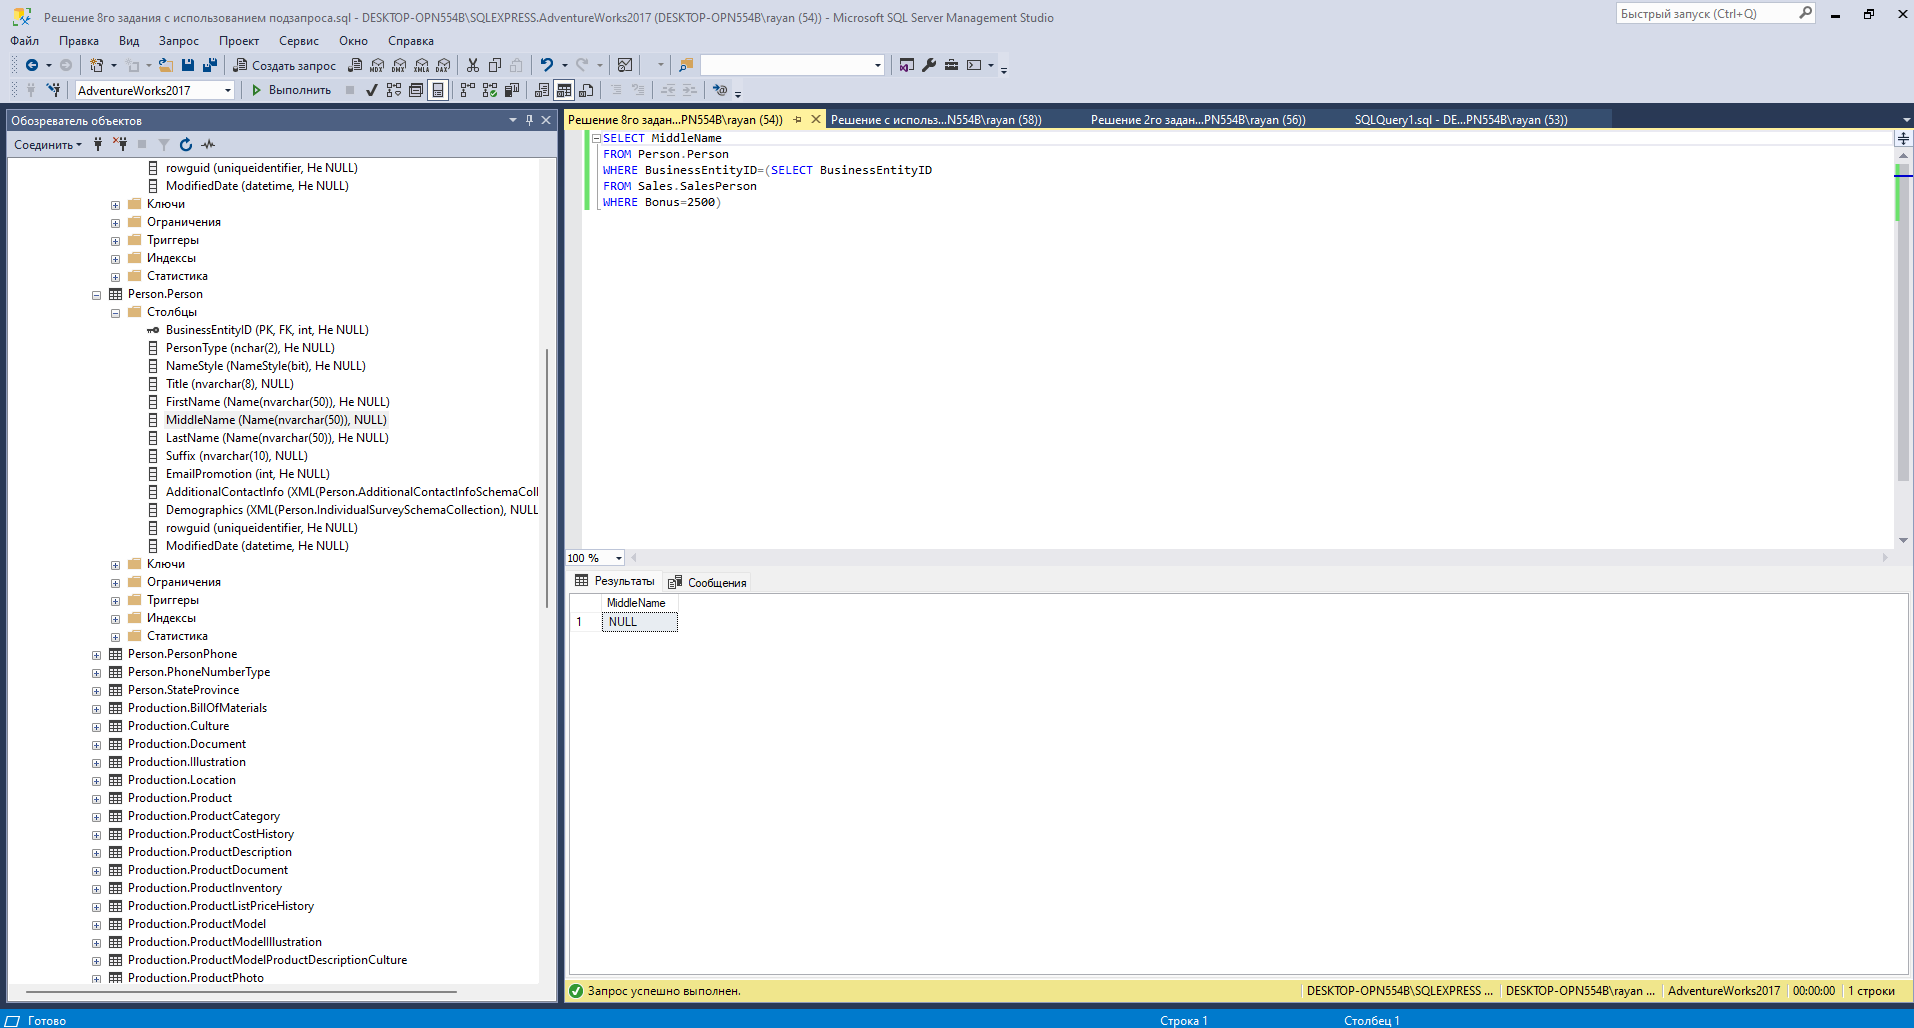 Решение 8го задания с использованием подзапроса.sql - DESKTOP-OPN554B\SQLEXPRESS.AdventureWorks2017 (DESKTOP-OPN554B\rayan (54)) - Microsoft SQL Server Management Studio
Быстрый запуск (Ctrl+Q)
Файл Правка Вид Запрос Проект Сервис Окно Справка
Создать запрос
MDX DMX XMLA DAX
AdventureWorks2017
Выполнить
Обозреватель объектов
Соединить
rowguid (uniqueidentifier, Не NULL)
ModifiedDate (datetime, Не NULL)
Ключи
Ограничения
Триггеры
Индексы
Статистика
Person.Person
Столбцы
BusinessEntityID (PK, FK, int, Не NULL)
PersonType (nchar(2), Не NULL)
NameStyle (NameStyle(bit), Не NULL)
Title (nvarchar(8), NULL)
FirstName (Name(nvarchar(50)), Не NULL)
MiddleName (Name(nvarchar(50)), NULL)
LastName (Name(nvarchar(50)), Не NULL)
Suffix (nvarchar(10), NULL)
EmailPromotion (int, Не NULL)
AdditionalContactInfo (XML(Person.AdditionalContactInfoSchemaColl
Demographics (XML(Person.IndividualSurveySchemaCollection), NULL
rowguid (uniqueidentifier, Не NULL)
ModifiedDate (datetime, Не NULL)
Ключи
Ограничения
Триггеры
Индексы
Статистика
Person.PersonPhone
Person.PhoneNumberType
Person.StateProvince
Production.BillOfMaterials
Production.Culture
Production.Document
Production.Illustration
Production.Location
Production.Product
Production.ProductCategory
Production.ProductCostHistory
Production.ProductDescription
Production.ProductDocument
Production.ProductInventory
Production.ProductListPriceHistory
Production.ProductModel
Production.ProductModelIllustration
Production.ProductModelProductDescriptionCulture
Production.ProductPhoto
Решение 8го задан...PN554B\rayan (54))
Решение с использ...N554B\rayan (58))
Решение 2го задан...PN554B\rayan (56))
SQLQuery1.sql - DE...PN554B\rayan (53))
SELECT MiddleName
FROM Person.Person
WHERE BusinessEntityID=(SELECT BusinessEntityID
FROM Sales.SalesPerson
WHERE Bonus=2500)
100 %
Результаты Сообщения
MiddleName
1 NULL
Запрос успешно выполнен.
DESKTOP-OPN554B\SQLEXPRESS ...
DESKTOP-OPN554B\rayan ...
AdventureWorks2017
00:00:00
1 строки
Готово
Строка 1
Столбец 1